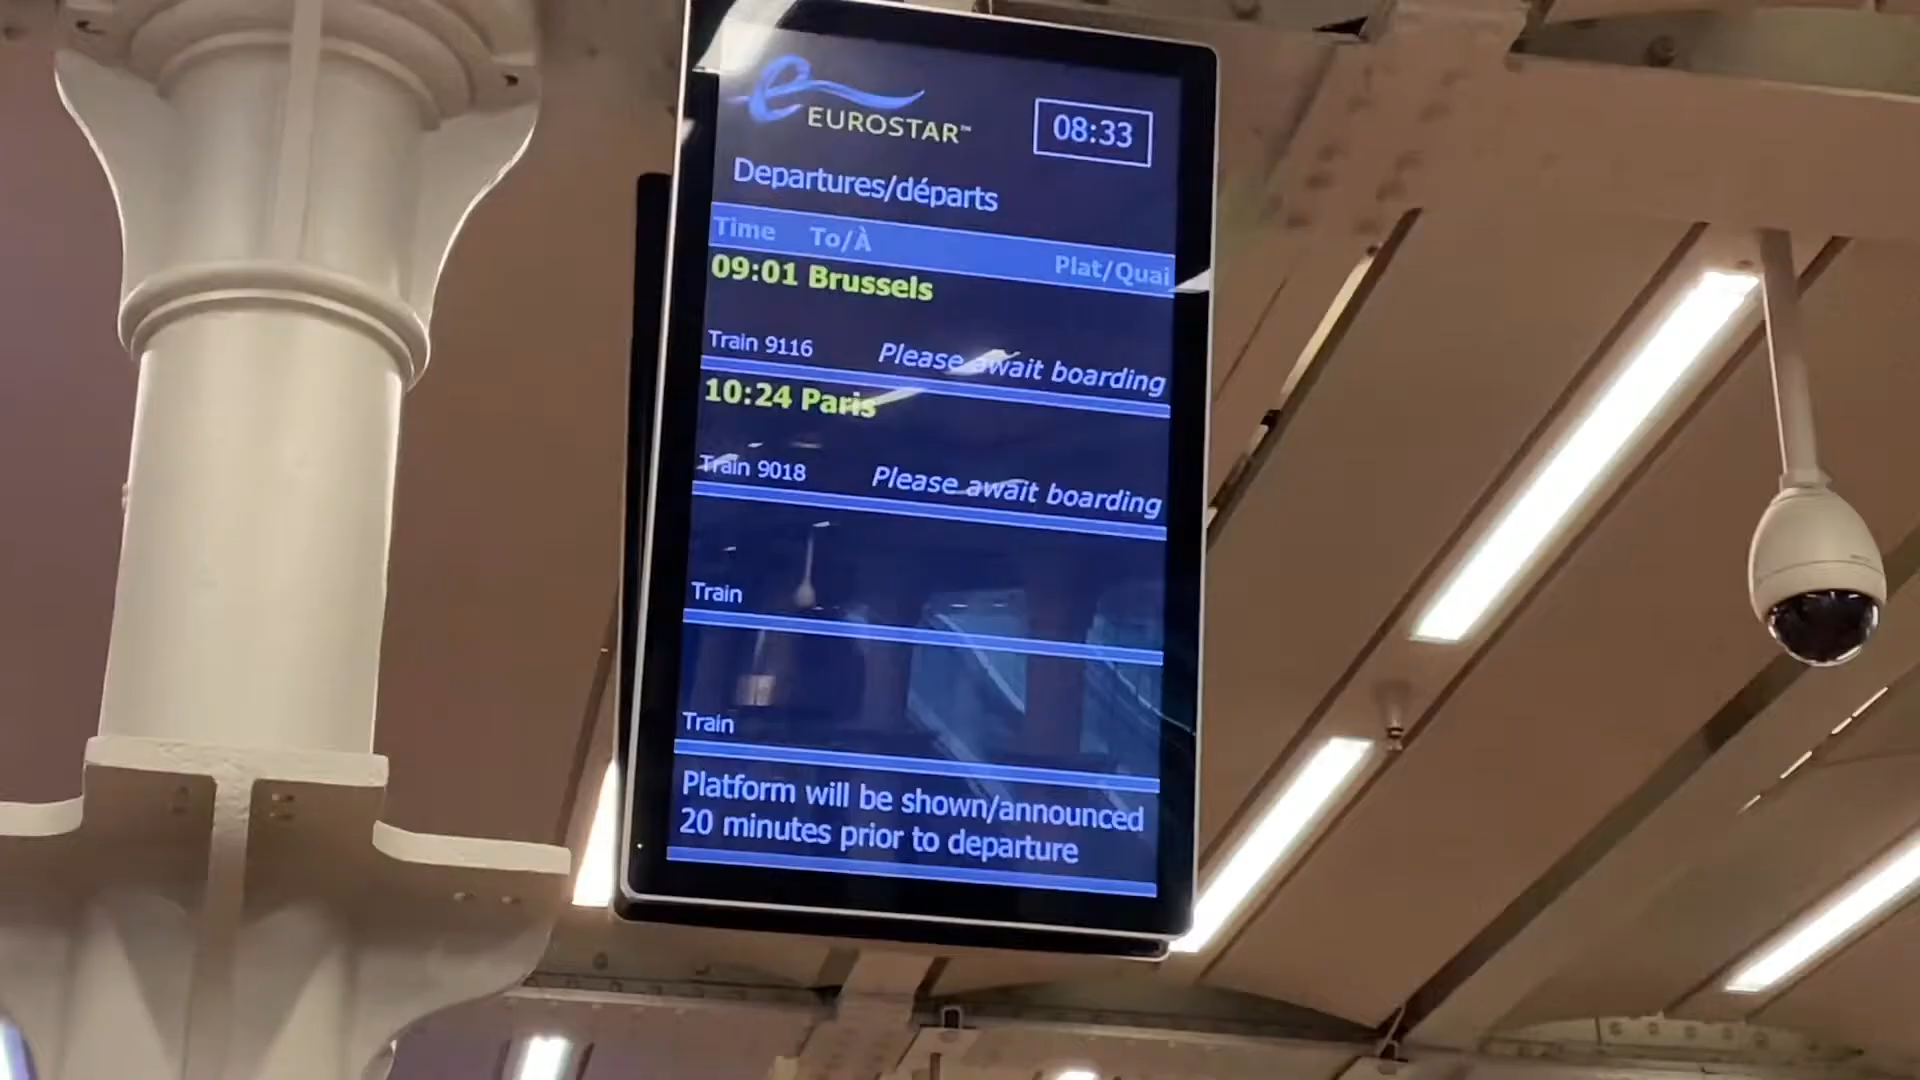 EUROSTAR™
08:33
Departures/départs
Time To/À Plat/Quai
09:01 Brussels
Train 9116 Please await boarding
10:24 Paris
Train 9018 Please await boarding
Train
Train
Platform will be shown/announced
20 minutes prior to departure